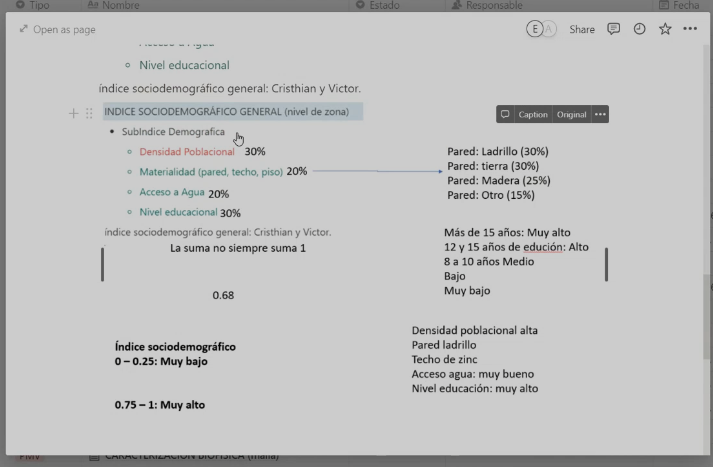 Tipo
Aa Nombre
Estado
Responsable
Fecha
Open as page
E
A
Share
Acceso a Agua
Nivel educacional
índice sociodemográfico general: Cristhian y Victor.
INDICE SOCIODEMOGRÁFICO GENERAL (nivel de zona)
Caption
Original
SubIndice Demografica
Densidad Poblacional 30%
Materialidad (pared, techo, piso) 20%
Acceso a Agua 20%
Nivel educacional 30%
Pared: Ladrillo (30%)
Pared: tierra (30%)
Pared: Madera (25%)
Pared: Otro (15%)
índice sociodemográfico general: Cristhian y Victor.
La suma no siempre suma 1
0.68
Más de 15 años: Muy alto
12 y 15 años de edución: Alto
8 a 10 años Medio
Bajo
Muy bajo
Índice sociodemográfico
0 – 0.25: Muy bajo
0.75 – 1: Muy alto
Densidad poblacional alta
Pared ladrillo
Techo de zinc
Acceso agua: muy bueno
Nivel educación: muy alto
PMV
CARACTERIZACIÓN BIOFÍSICA (malla)